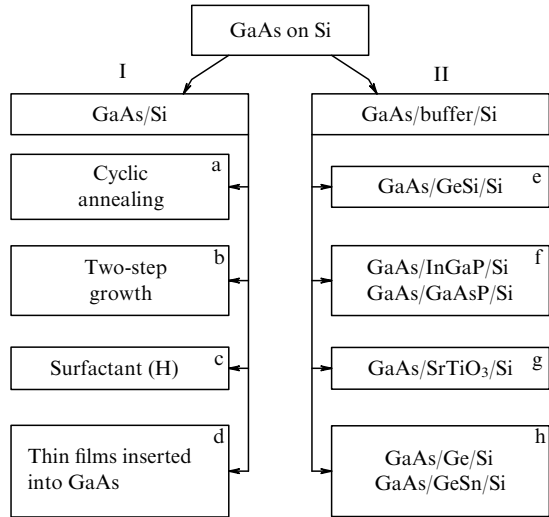 GaAs on Si
I
II
GaAs/Si
GaAs/buffer/Si
a
Cyclic
annealing
b
Two-step
growth
c
Surfactant (H)
d
Thin films inserted
into GaAs
e
GaAs/GeSi/Si
f
GaAs/InGaP/Si
GaAs/GaAsP/Si
g
GaAs/SrTiO₃/Si
h
GaAs/Ge/Si
GaAs/GeSn/Si